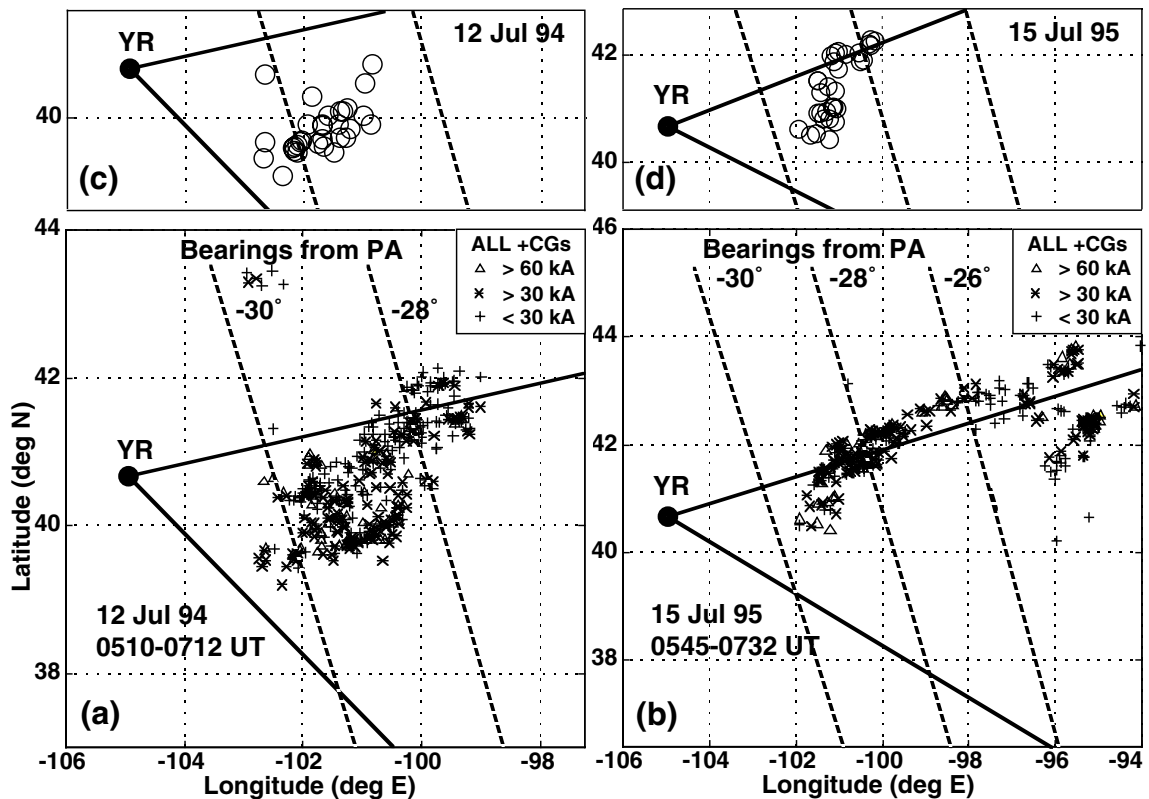 YR
12 Jul 94
40
(c)
YR
15 Jul 95
42
40
(d)
44
42
40
38
Latitude (deg N)
Bearings from PA
-30°
-28°
ALL +CGs
△ > 60 kA
✕ > 30 kA
+ < 30 kA
YR
12 Jul 94
0510-0712 UT
(a)
-106
-104
-102
-100
-98
Longitude (deg E)
46
44
42
40
38
Bearings from PA
-30°
-28°
-26°
ALL +CGs
△ > 60 kA
✕ > 30 kA
+ < 30 kA
YR
15 Jul 95
0545-0732 UT
(b)
-106
-104
-102
-100
-98
-96
-94
Longitude (deg E)